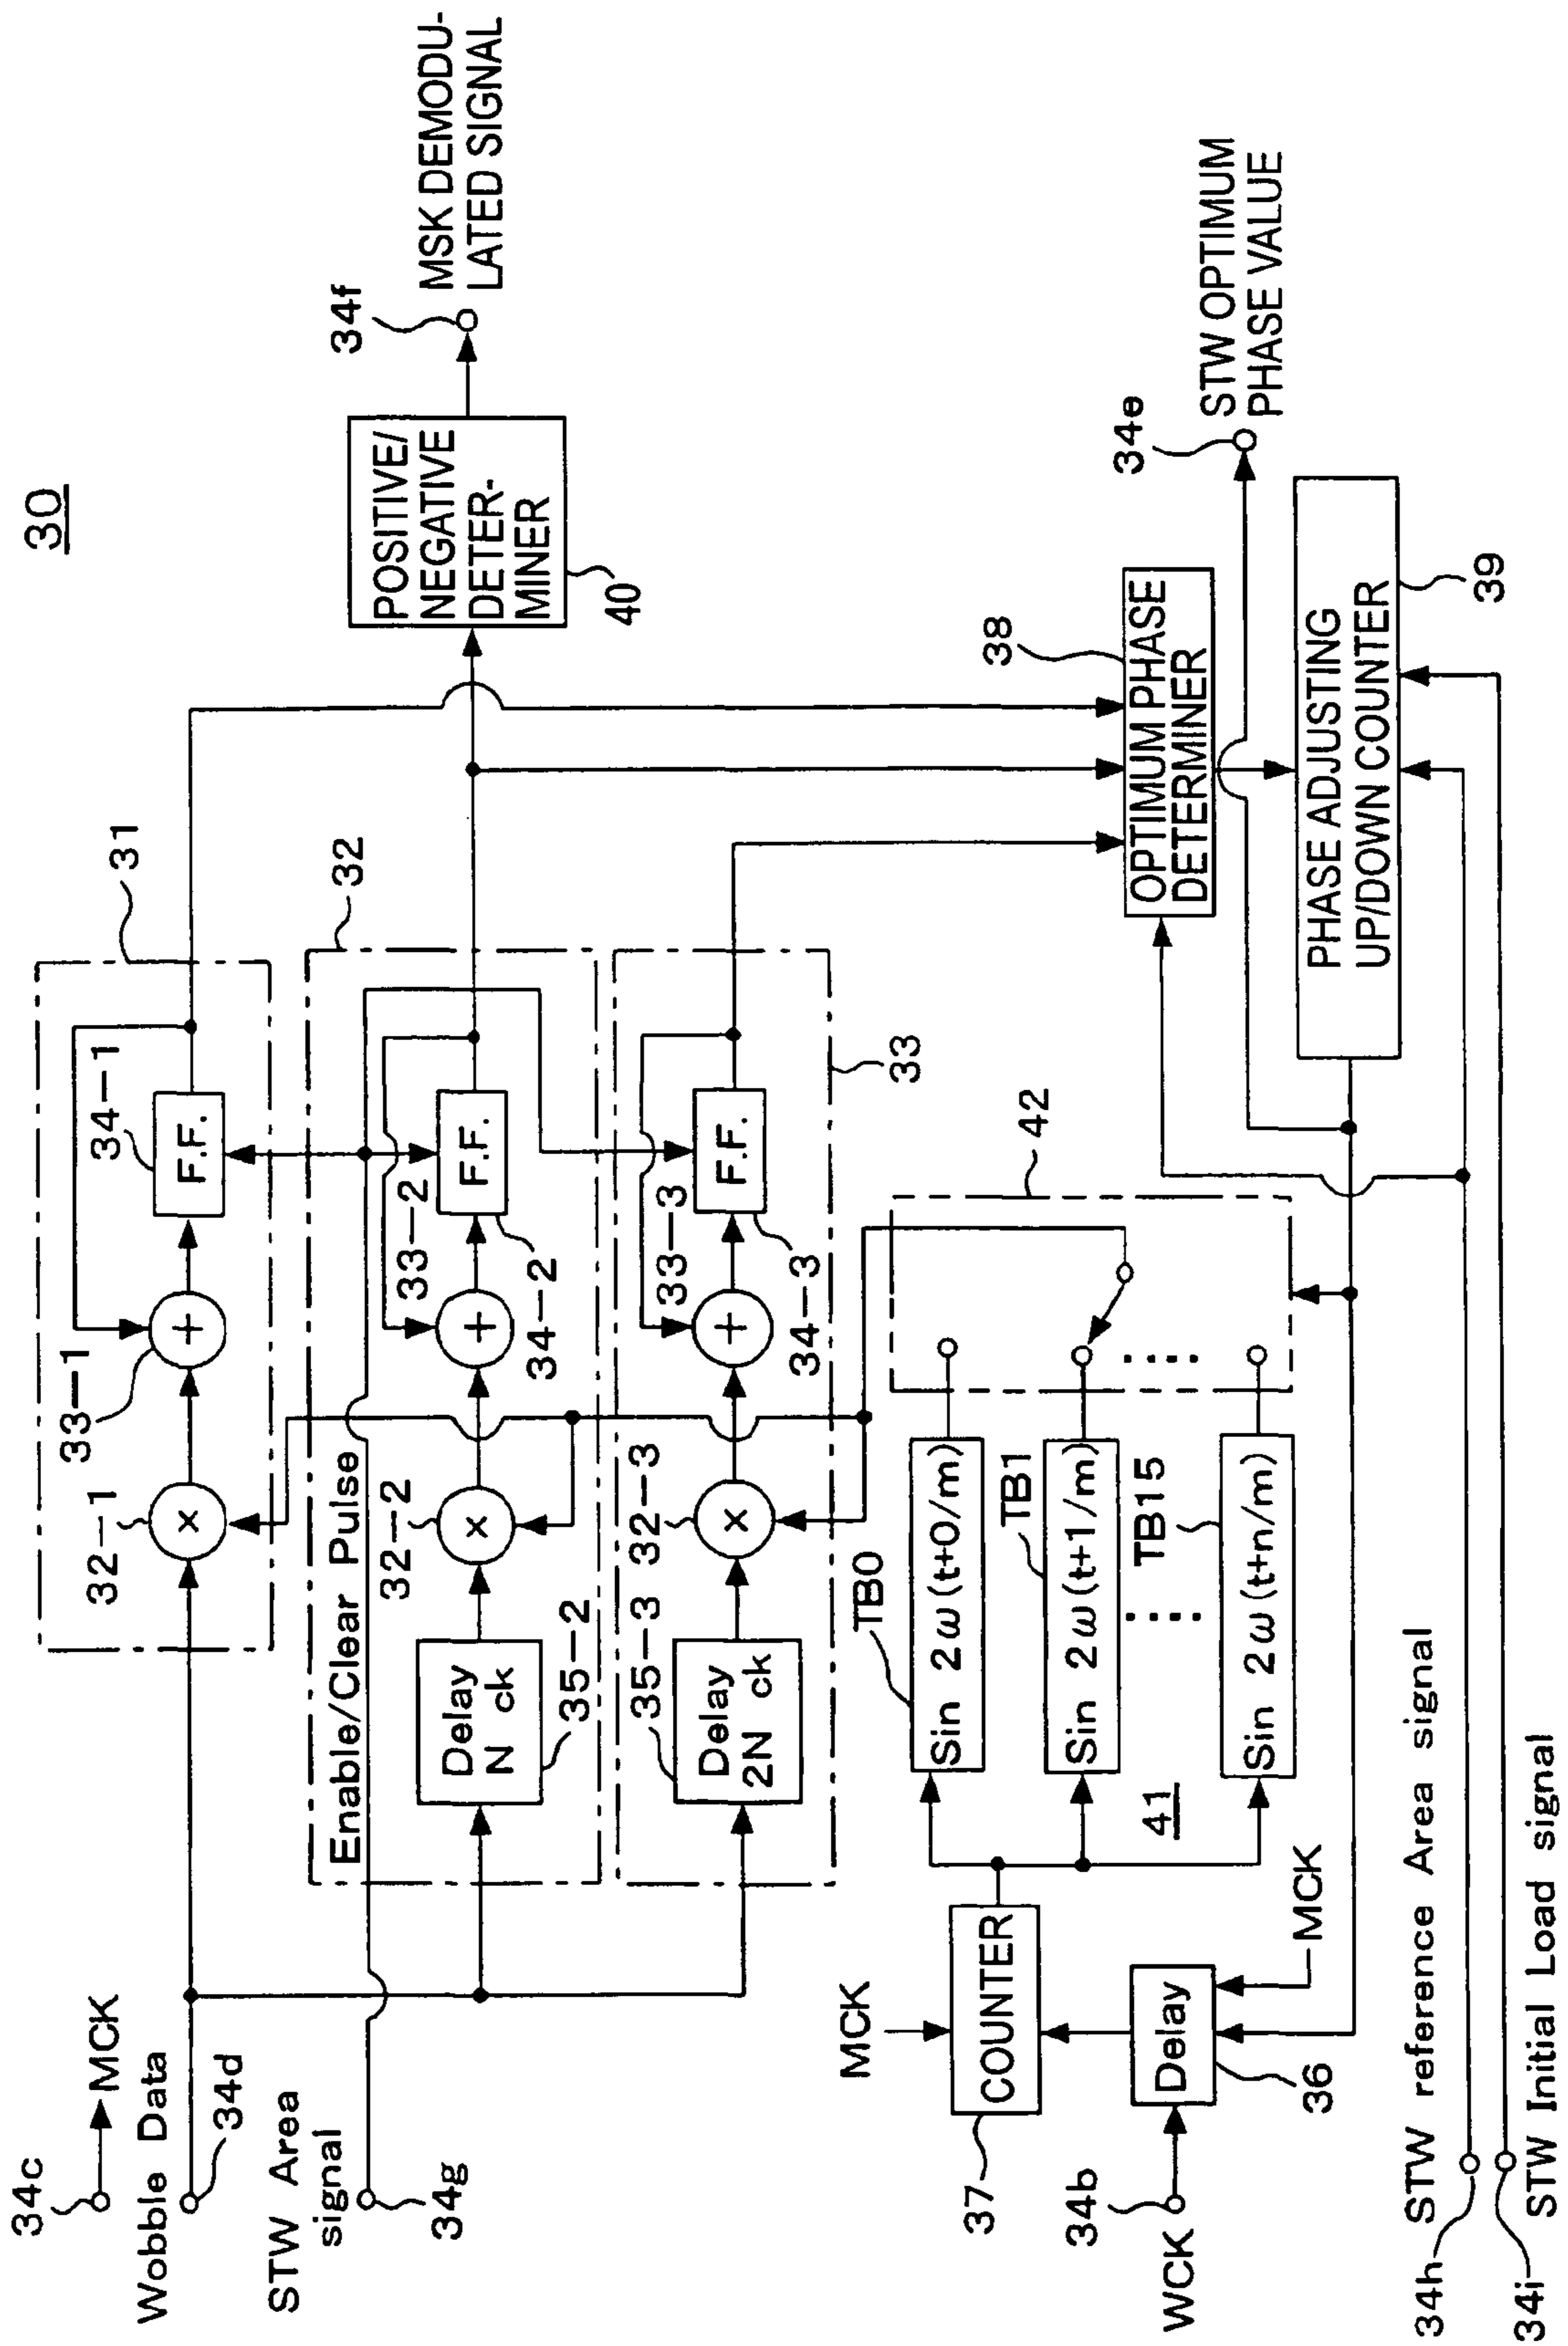 30
34c
MCK
Wobble Data
34d
STW Area
signal
34g
32-1
×
33-1
+
34-1
F.F.
31
Enable/Clear Pulse
Delay
N ck
35-2
32-2
×
33-2
+
34-2
F.F.
32
Delay
2N ck
35-3
32-3
×
33-3
+
34-3
F.F.
33
POSITIVE/
NEGATIVE
DETER-
MINER
40
34f
MSK DEMODU-
LATED SIGNAL
38
OPTIMUM PHASE
DETERMINER
34e
STW OPTIMUM
PHASE VALUE
PHASE ADJUSTING
UP/DOWN COUNTER
39
42
TB0
Sin 2ω(t+0/m)
TB1
Sin 2ω(t+1/m)
TB15
Sin 2ω(t+n/m)
41
MCK
COUNTER
37
Delay
36
MCK
34b
WCK
34h
STW reference Area signal
34i
STW Initial Load signal